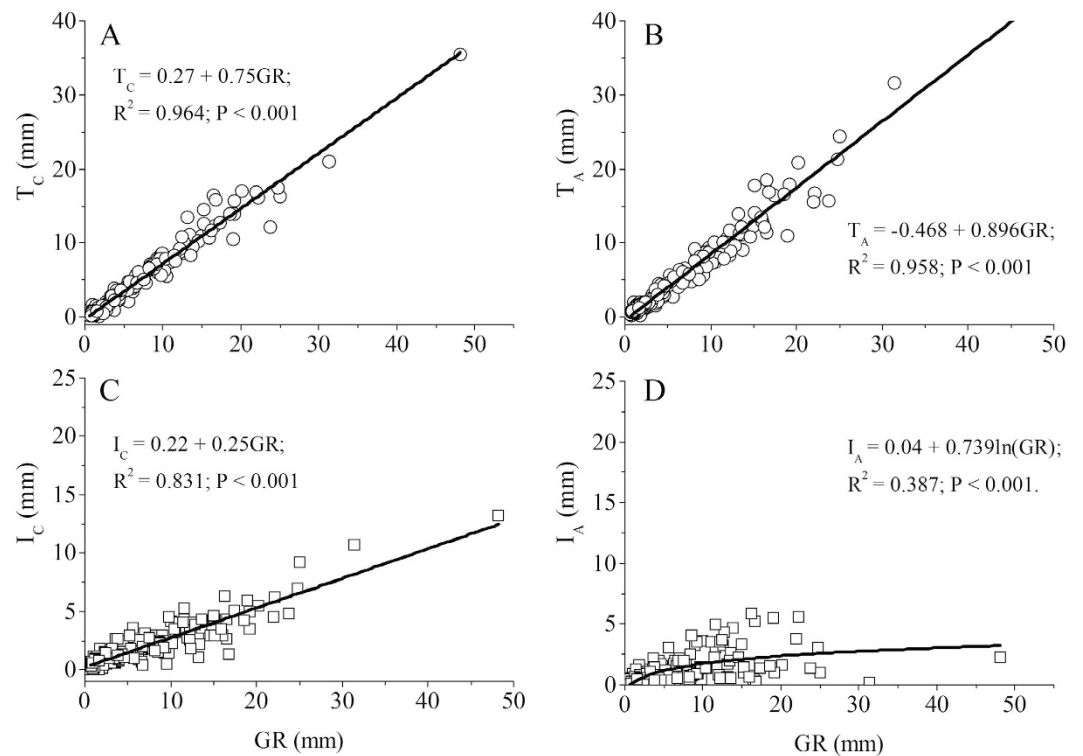 A
T_C = 0.27 + 0.75GR;
R² = 0.964; P < 0.001
T_C (mm)
40
30
20
10
0
0 10 20 30 40 50
B
T_A = -0.468 + 0.896GR;
R² = 0.958; P < 0.001
T_A (mm)
40
30
20
10
0
0 10 20 30 40 50
C
I_C = 0.22 + 0.25GR;
R² = 0.831; P < 0.001
I_C (mm)
25
20
15
10
5
0
0 10 20 30 40 50
GR (mm)
D
I_A = 0.04 + 0.739ln(GR);
R² = 0.387; P < 0.001.
I_A (mm)
25
20
15
10
5
0
0 10 20 30 40 50
GR (mm)